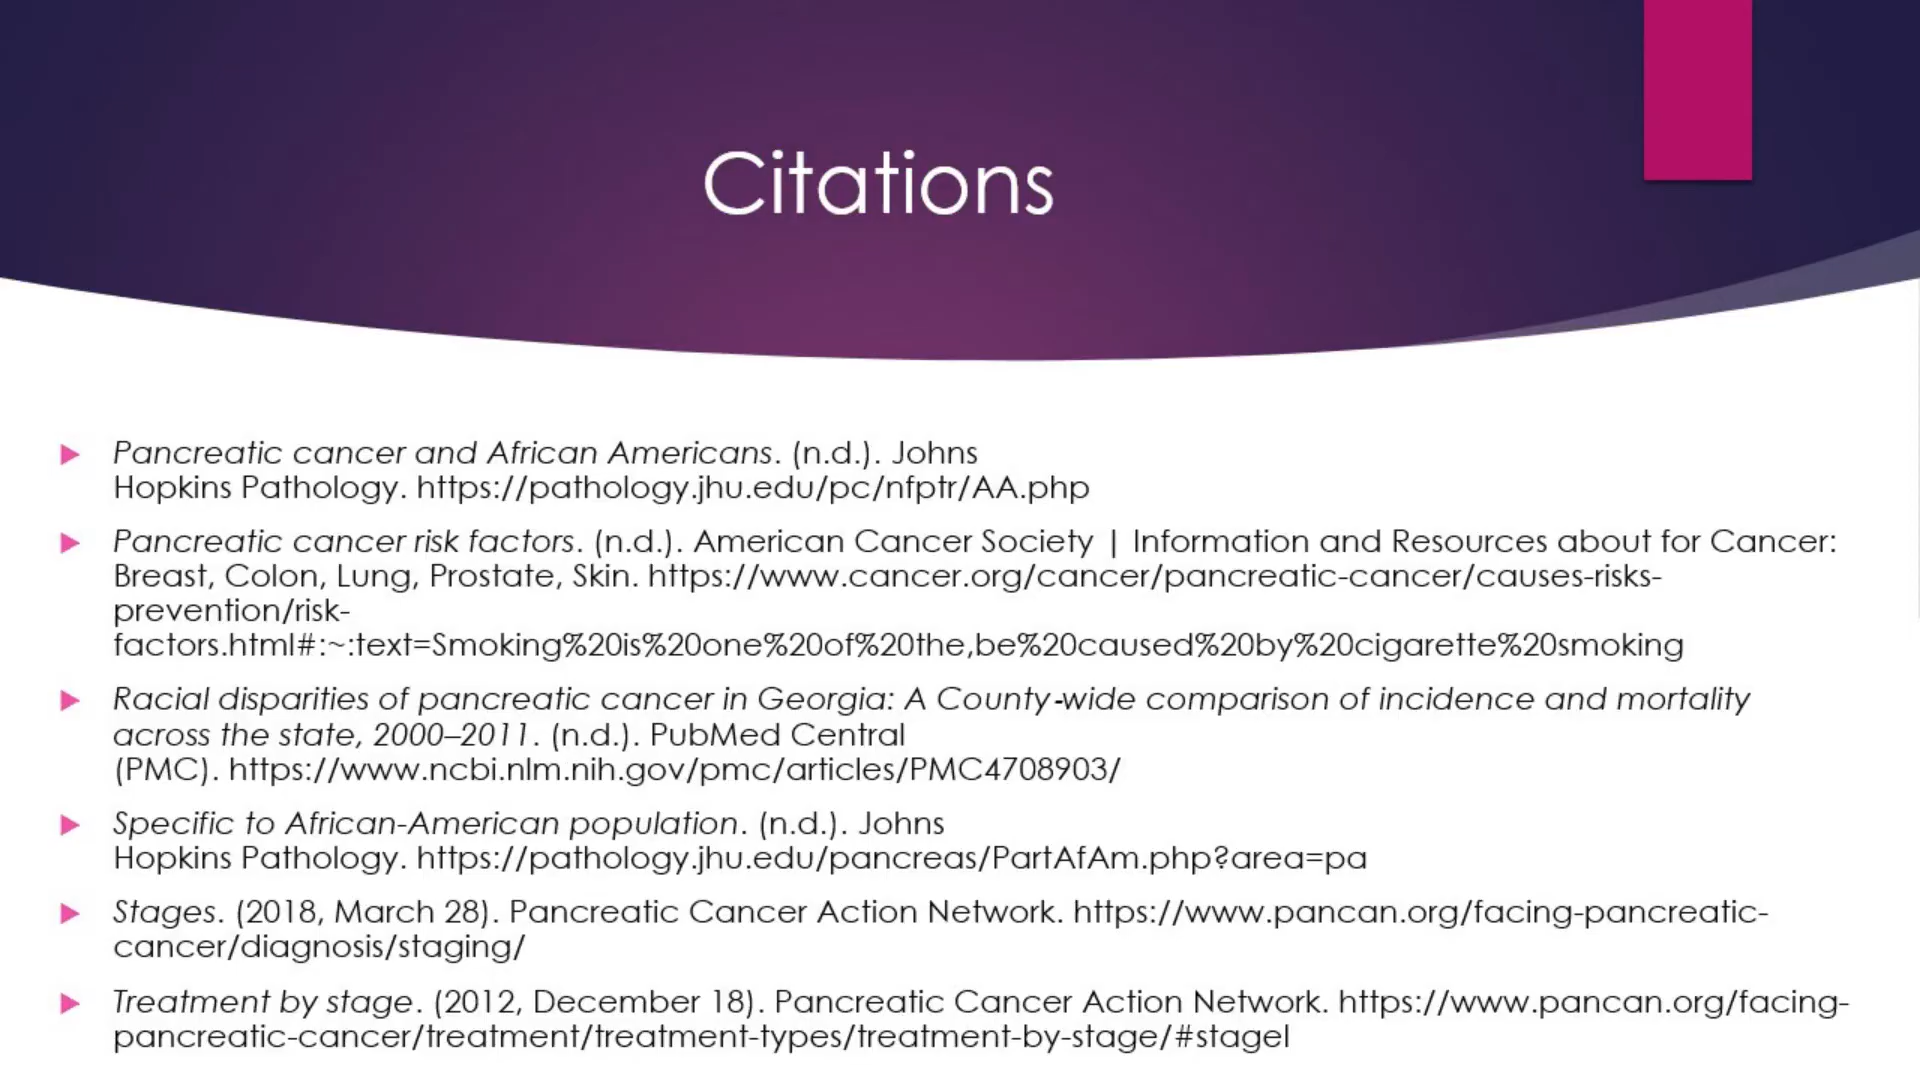 Citations
Pancreatic cancer and African Americans. (n.d.). Johns
Hopkins Pathology. https://pathology.jhu.edu/pc/nfptr/AA.php
Pancreatic cancer risk factors. (n.d.). American Cancer Society | Information and Resources about for Cancer:
Breast, Colon, Lung, Prostate, Skin. https://www.cancer.org/cancer/pancreatic-cancer/causes-risks-
prevention/risk-
factors.html#:~:text=Smoking%20is%20one%20of%20the,be%20caused%20by%20cigarette%20smoking
Racial disparities of pancreatic cancer in Georgia: A County-wide comparison of incidence and mortality
across the state, 2000–2011. (n.d.). PubMed Central
(PMC). https://www.ncbi.nlm.nih.gov/pmc/articles/PMC4708903/
Specific to African-American population. (n.d.). Johns
Hopkins Pathology. https://pathology.jhu.edu/pancreas/PartAfAm.php?area=pa
Stages. (2018, March 28). Pancreatic Cancer Action Network. https://www.pancan.org/facing-pancreatic-
cancer/diagnosis/staging/
Treatment by stage. (2012, December 18). Pancreatic Cancer Action Network. https://www.pancan.org/facing-
pancreatic-cancer/treatment/treatment-types/treatment-by-stage/#stageI